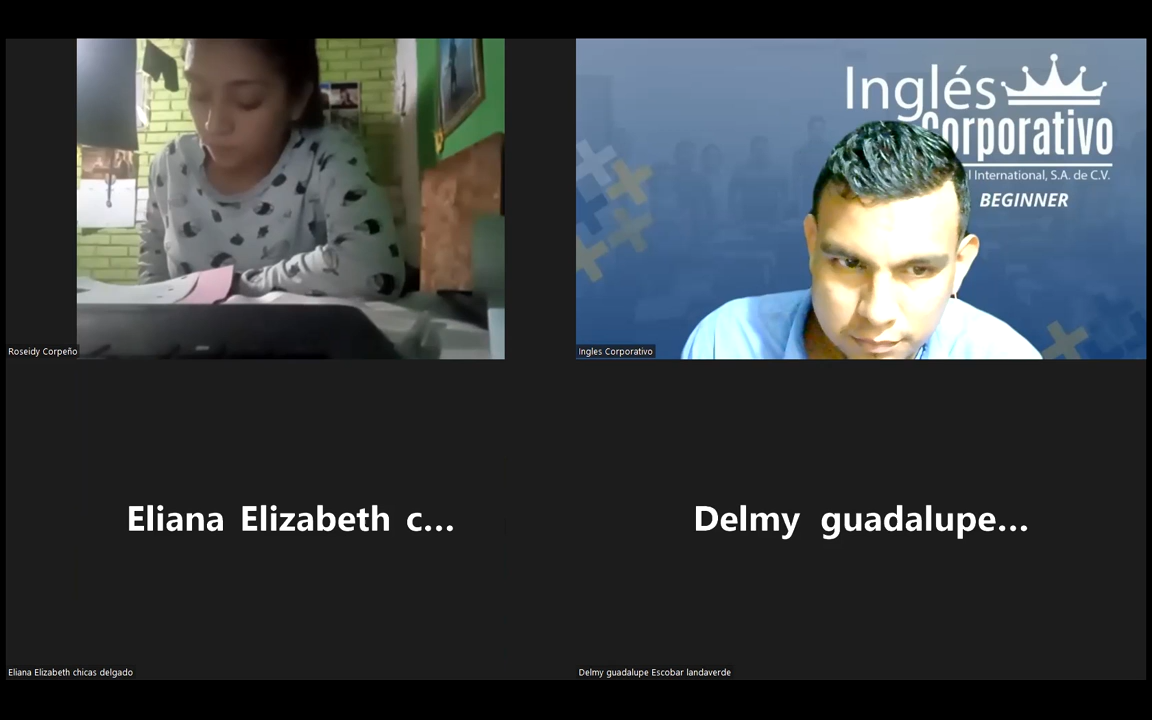 Inglés
Corporativo
l International, S.A. de C.V.
BEGINNER
Roseidy Corpeño
Ingles Corporativo
Eliana Elizabeth c...
Delmy guadalupe...
Eliana Elizabeth chicas delgado
Delmy guadalupe Escobar landaverde